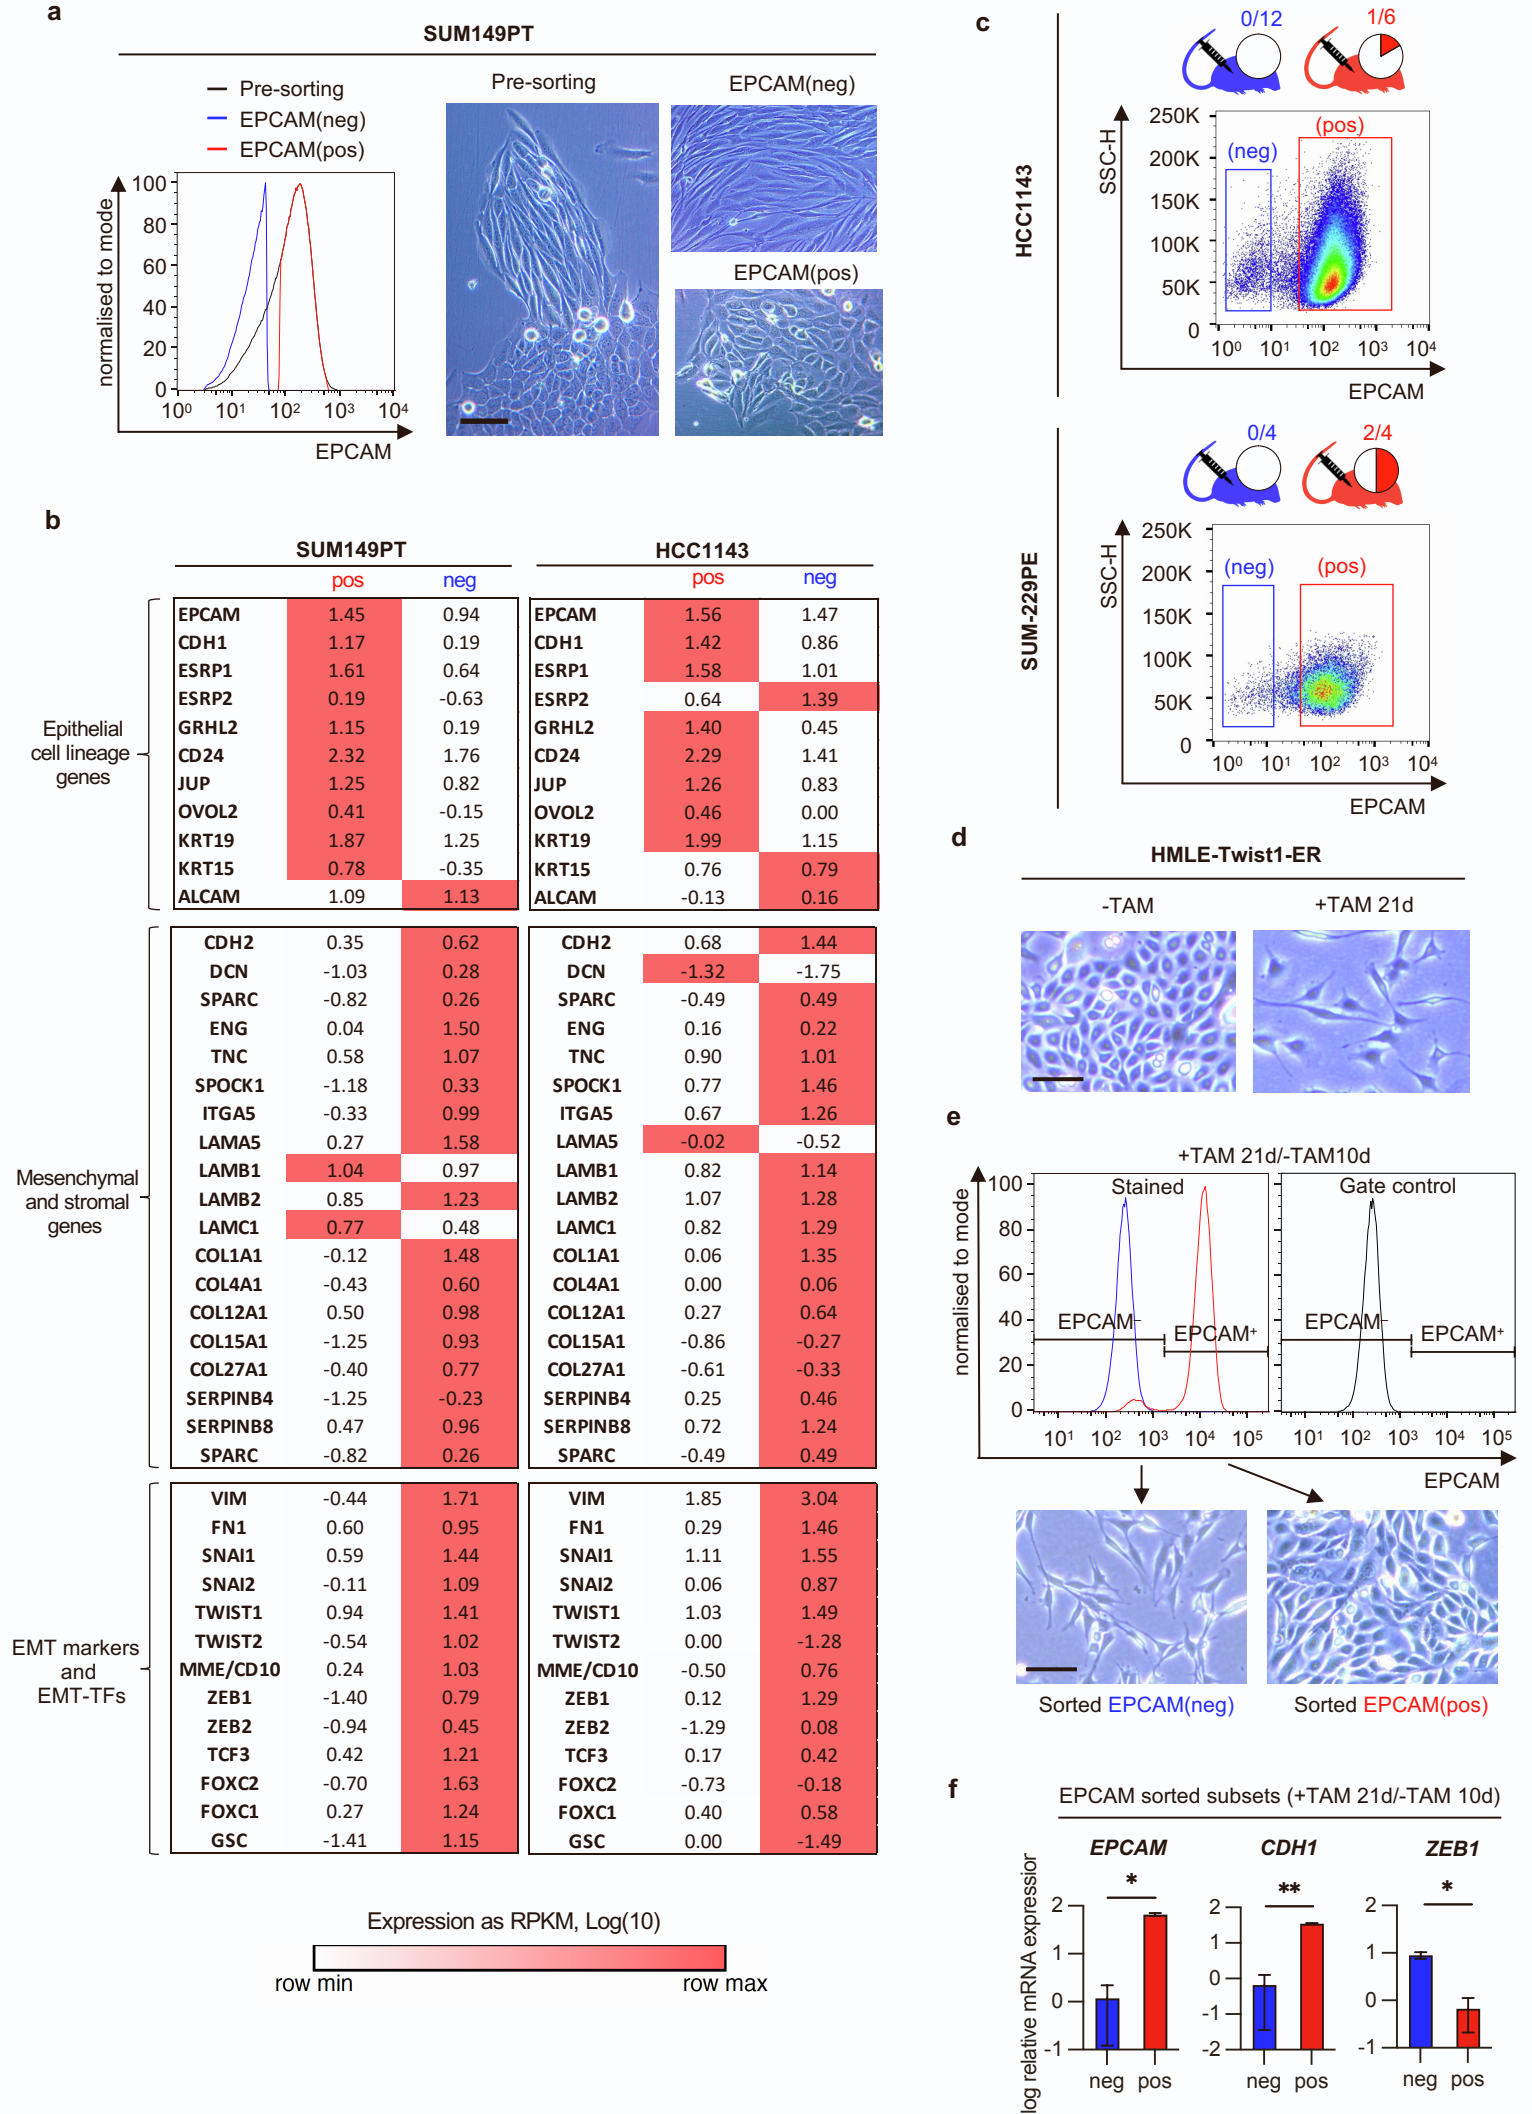 a
SUM149PT
Pre-sorting
EPCAM(neg)
EPCAM(pos)
normalised to mode
100
80
60
40
20
0
10⁰ 10¹ 10² 10³ 10⁴
EPCAM
Pre-sorting
EPCAM(neg)
EPCAM(pos)
b
SUM149PT HCC1143
pos neg pos neg
Epithelial
cell lineage
genes
EPCAM 1.45 0.94 EPCAM 1.56 1.47
CDH1 1.17 0.19 CDH1 1.42 0.86
ESRP1 1.61 0.64 ESRP1 1.58 1.01
ESRP2 0.19 -0.63 ESRP2 0.64 1.39
GRHL2 1.15 0.19 GRHL2 1.40 0.45
CD24 2.32 1.76 CD24 2.29 1.41
JUP 1.25 0.82 JUP 1.26 0.83
OVOL2 0.41 -0.15 OVOL2 0.46 0.00
KRT19 1.87 1.25 KRT19 1.99 1.15
KRT15 0.78 -0.35 KRT15 0.76 0.79
ALCAM 1.09 1.13 ALCAM -0.13 0.16
Mesenchymal
and stromal
genes
CDH2 0.35 0.62 CDH2 0.68 1.44
DCN -1.03 0.28 DCN -1.32 -1.75
SPARC -0.82 0.26 SPARC -0.49 0.49
ENG 0.04 1.50 ENG 0.16 0.22
TNC 0.58 1.07 TNC 0.90 1.01
SPOCK1 -1.18 0.33 SPOCK1 0.77 1.46
ITGA5 -0.33 0.99 ITGA5 0.67 1.26
LAMA5 0.27 1.58 LAMA5 -0.02 -0.52
LAMB1 1.04 0.97 LAMB1 0.82 1.14
LAMB2 0.85 1.23 LAMB2 1.07 1.28
LAMC1 0.77 0.48 LAMC1 0.82 1.29
COL1A1 -0.12 1.48 COL1A1 0.06 1.35
COL4A1 -0.43 0.60 COL4A1 0.00 0.06
COL12A1 0.50 0.98 COL12A1 0.27 0.64
COL15A1 -1.25 0.93 COL15A1 -0.86 -0.27
COL27A1 -0.40 0.77 COL27A1 -0.61 -0.33
SERPINB4 -1.25 -0.23 SERPINB4 0.25 0.46
SERPINB8 0.47 0.96 SERPINB8 0.72 1.24
SPARC -0.82 0.26 SPARC -0.49 0.49
EMT markers
and
EMT-TFs
VIM -0.44 1.71 VIM 1.85 3.04
FN1 0.60 0.95 FN1 0.29 1.46
SNAI1 0.59 1.44 SNAI1 1.11 1.55
SNAI2 -0.11 1.09 SNAI2 0.06 0.87
TWIST1 0.94 1.41 TWIST1 1.03 1.49
TWIST2 -0.54 1.02 TWIST2 0.00 -1.28
MME/CD10 0.24 1.03 MME/CD10 -0.50 0.76
ZEB1 -1.40 0.79 ZEB1 0.12 1.29
ZEB2 -0.94 0.45 ZEB2 -1.29 0.08
TCF3 0.42 1.21 TCF3 0.17 0.42
FOXC2 -0.70 1.63 FOXC2 -0.73 -0.18
FOXC1 0.27 1.24 FOXC1 0.40 0.58
GSC -1.41 1.15 GSC 0.00 -1.49
Expression as RPKM, Log(10)
row min row max
c
HCC1143
0/12 1/6
SSC-H
250K
200K
150K
100K
50K
0
(neg) (pos)
10⁰ 10¹ 10² 10³ 10⁴
EPCAM
SUM-229PE
0/4 2/4
SSC-H
250K
200K
150K
100K
50K
0
(neg) (pos)
10⁰ 10¹ 10² 10³ 10⁴
EPCAM
d
HMLE-Twist1-ER
-TAM +TAM 21d
e
+TAM 21d/-TAM10d
normalised to mode
100
80
60
40
20
0
Stained Gate control
EPCAM⁻ EPCAM⁺ EPCAM⁻ EPCAM⁺
10¹ 10² 10³ 10⁴ 10⁵ 10¹ 10² 10³ 10⁴ 10⁵
EPCAM
Sorted EPCAM(neg) Sorted EPCAM(pos)
f
EPCAM sorted subsets (+TAM 21d/-TAM 10d)
log relative mRNA expression
EPCAM CDH1 ZEB1
* ** *
2
1
0
-1
neg pos
2
1
0
-1
-2
neg pos
2
1
0
-1
neg pos